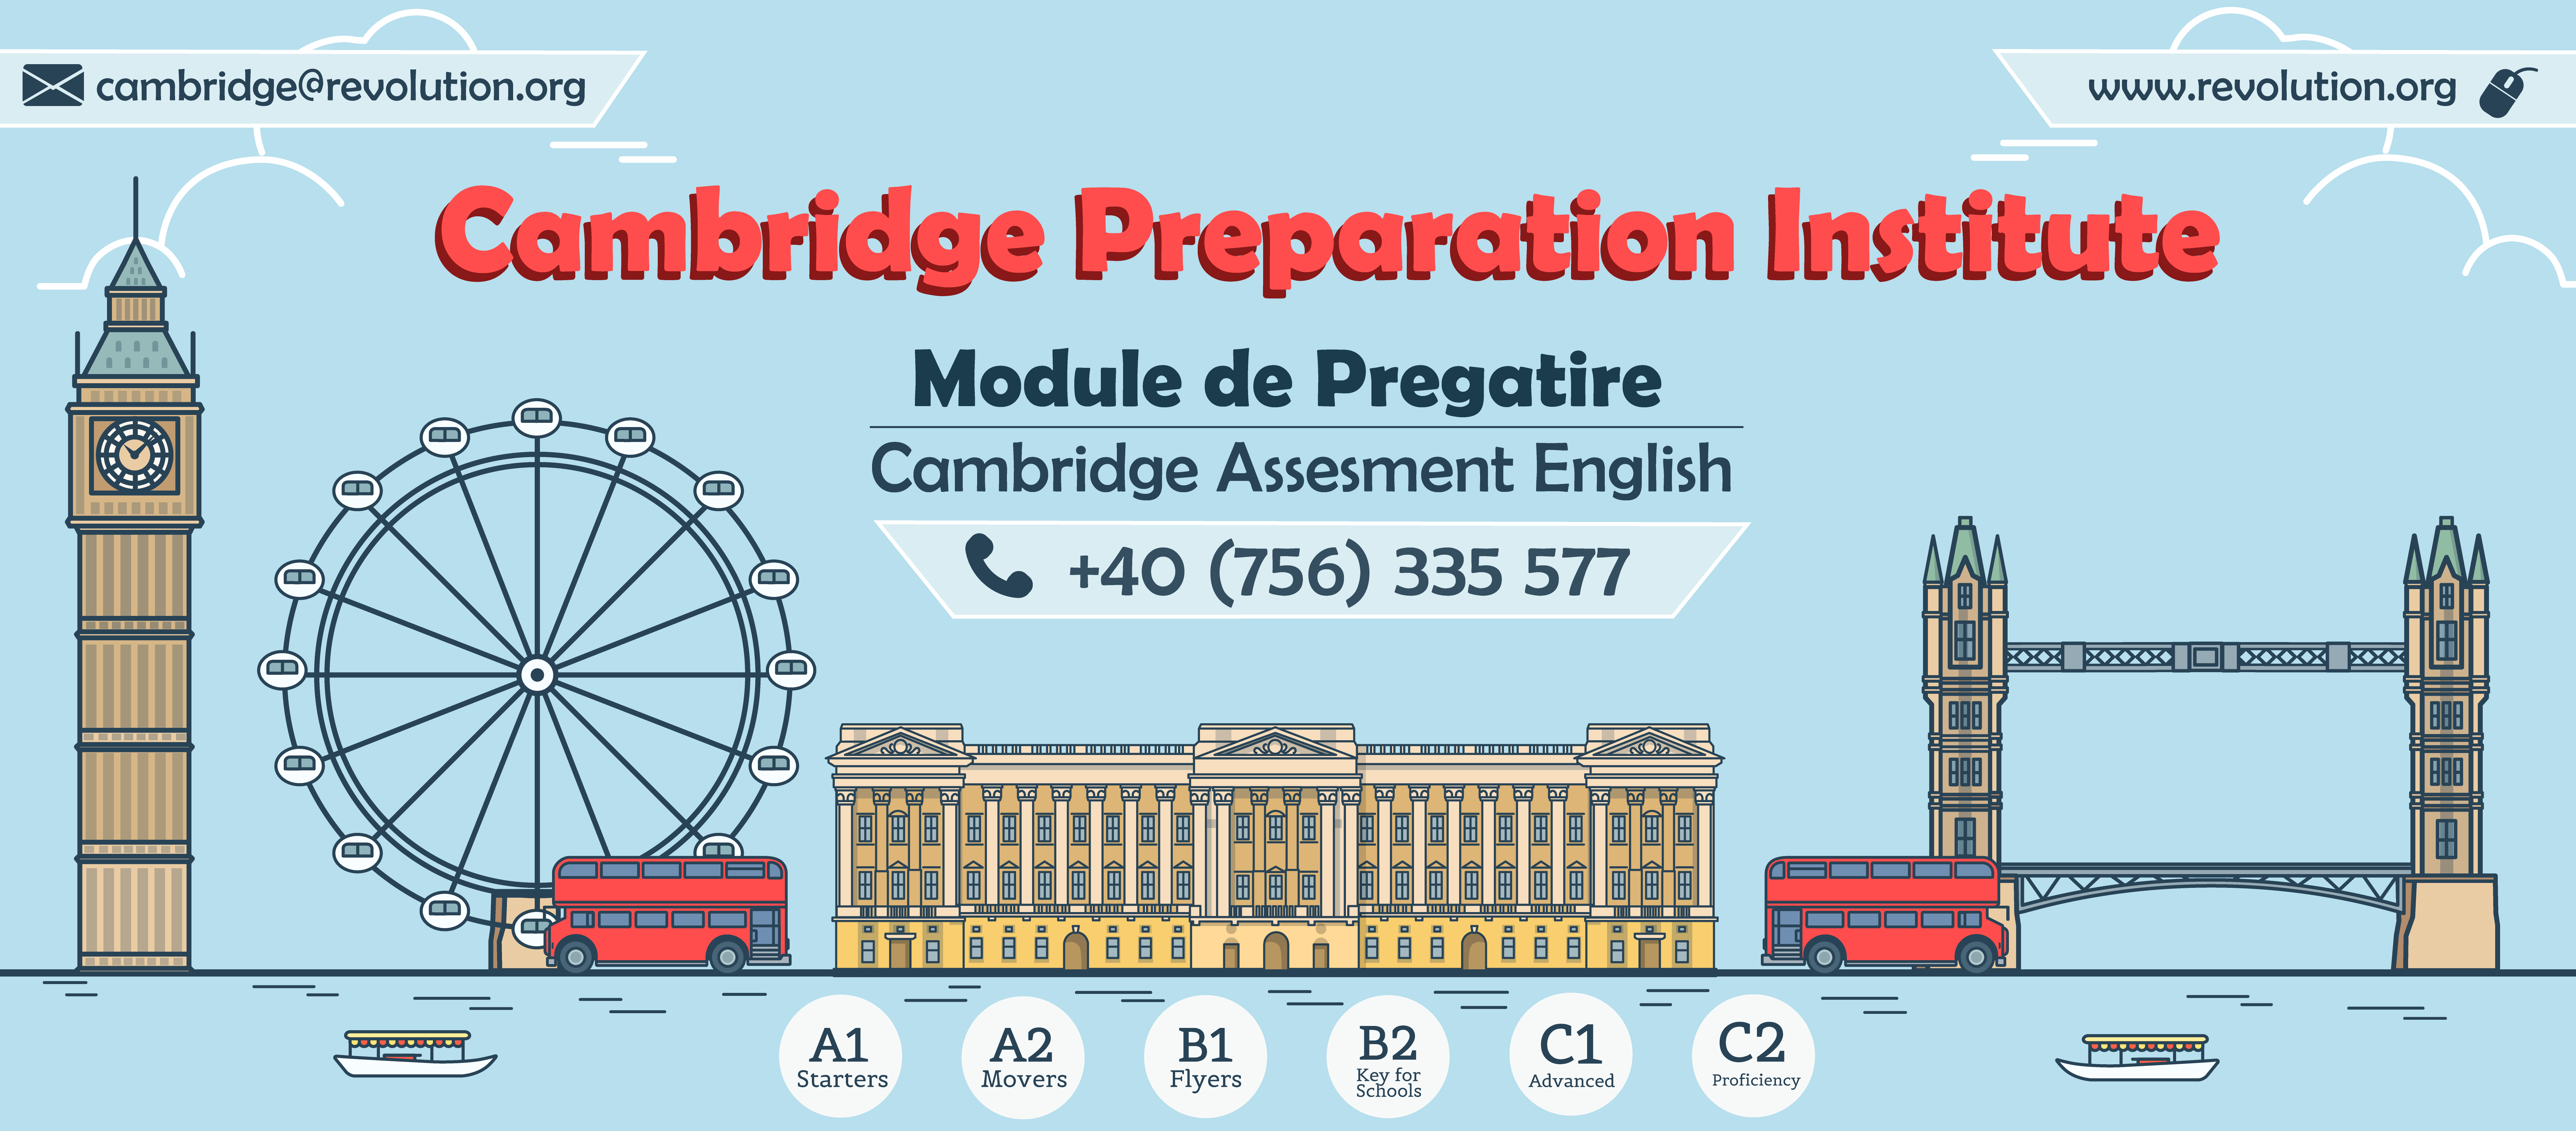 cambridge@revolution.org
www.revolution.org
Cambridge Preparation Institute
Module de Pregatire
Cambridge Assesment English
+40 (756) 335 577
A1
Starters
A2
Movers
B1
Flyers
B2
Key for
Schools
C1
Advanced
C2
Proficiency